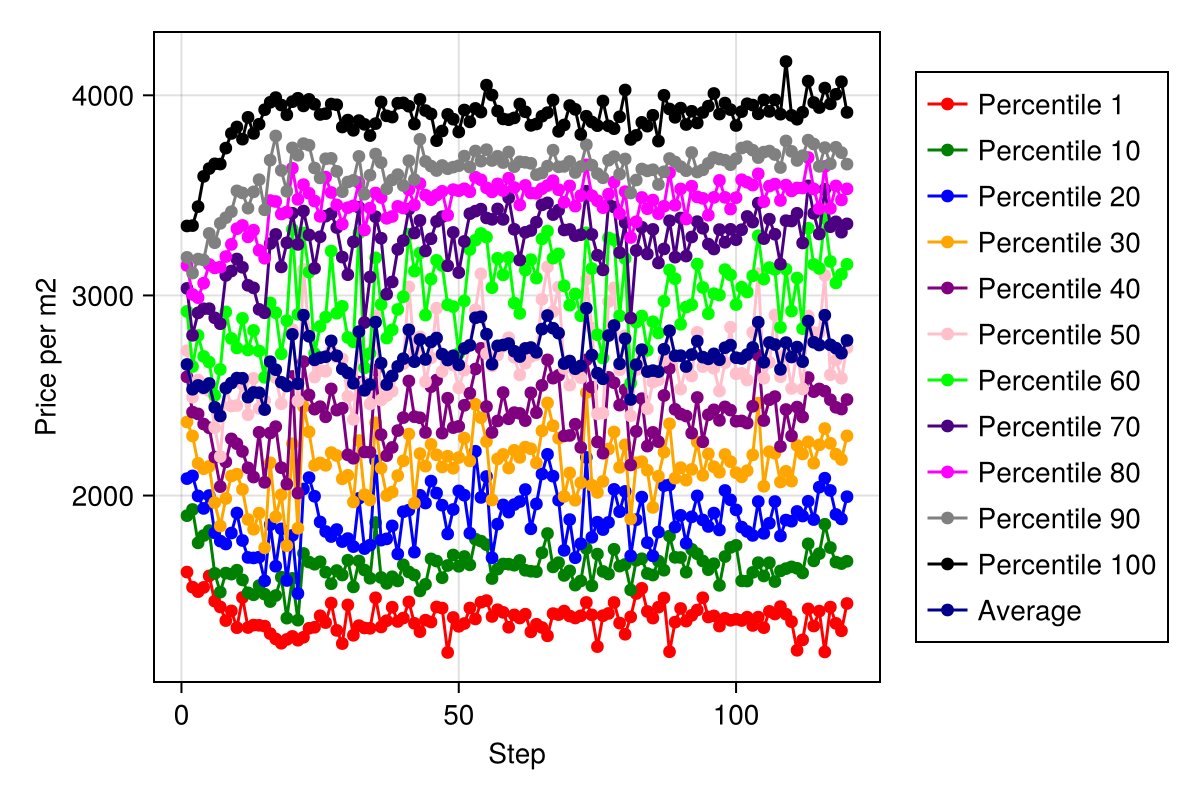 4000
3000
2000
Price per m2
0
50
100
Step
Percentile 1
Percentile 10
Percentile 20
Percentile 30
Percentile 40
Percentile 50
Percentile 60
Percentile 70
Percentile 80
Percentile 90
Percentile 100
Average